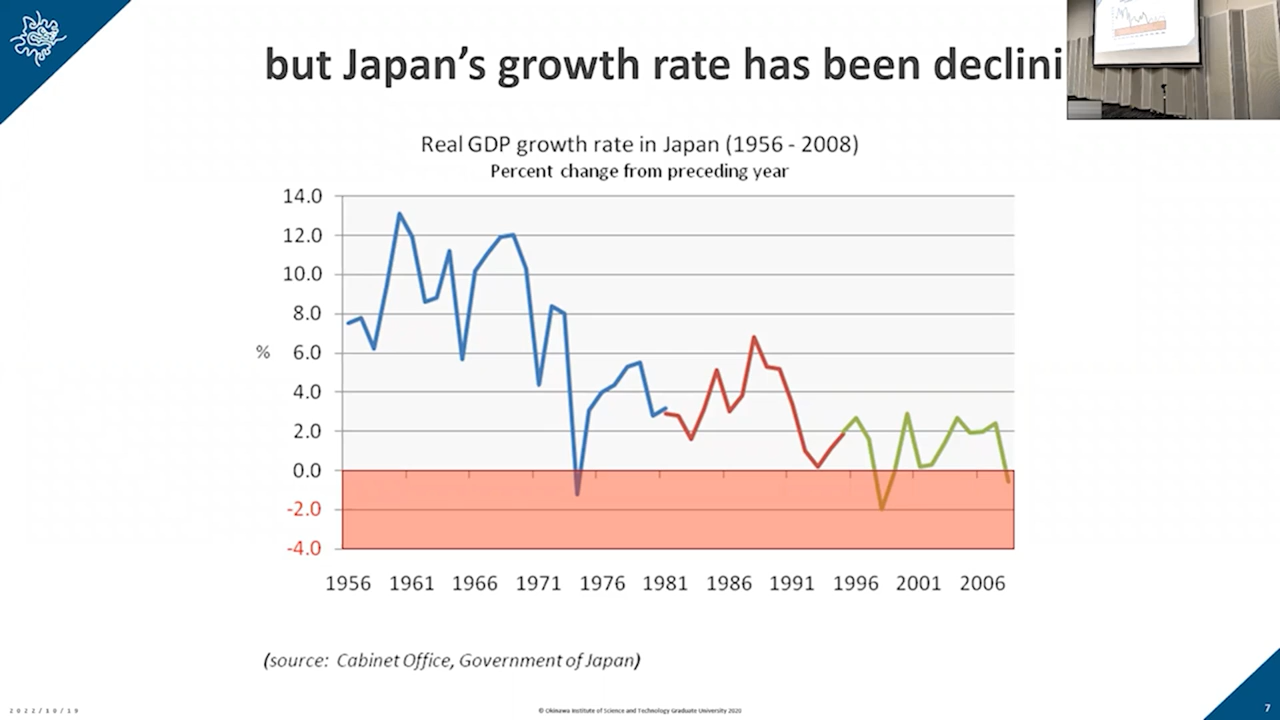 but Japan's growth rate has been declini
Real GDP growth rate in Japan (1956 - 2008)
Percent change from preceding year
14.0
12.0
10.0
8.0
% 6.0
4.0
2.0
0.0
-2.0
-4.0
1956 1961 1966 1971 1976 1981 1986 1991 1996 2001 2006
(source: Cabinet Office, Government of Japan)
2022/10/19 © Okinawa Institute of Science and Technology Graduate University 2020 7